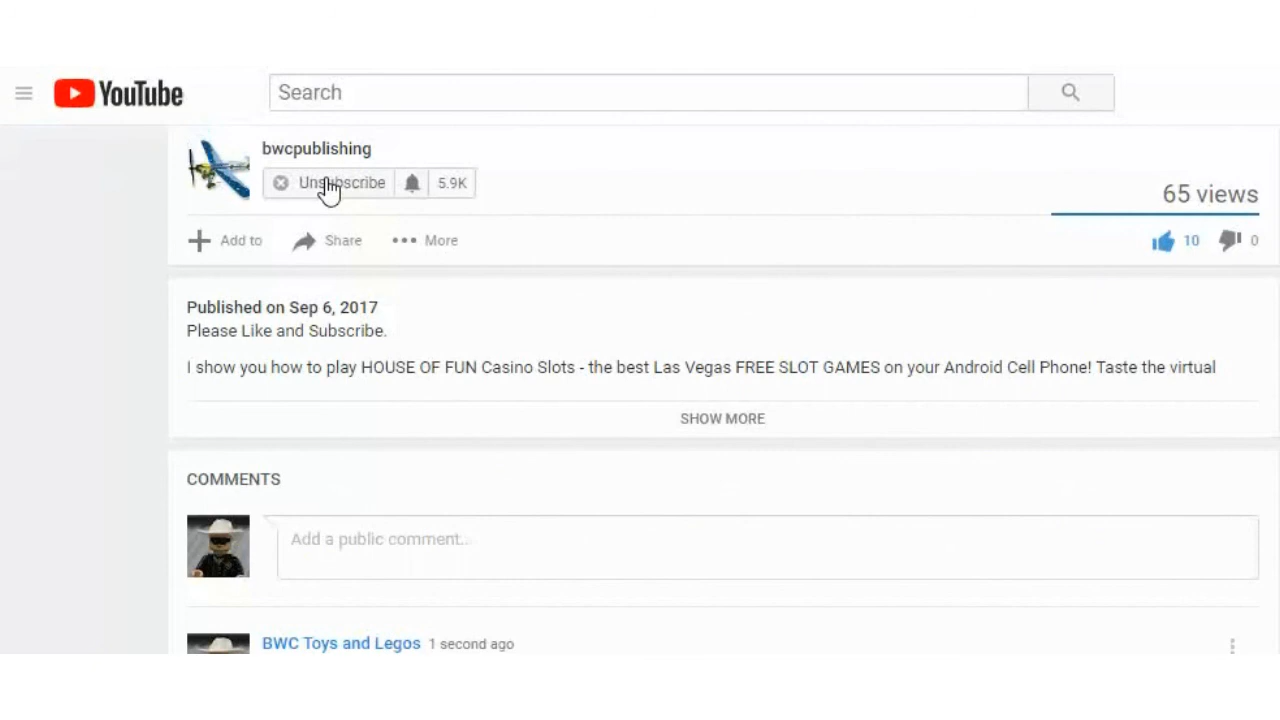 YouTube
Search
bwcpublishing
Unsubscribe 5.9K
65 views
Add to Share More 10 0
Published on Sep 6, 2017
Please Like and Subscribe.
I show you how to play HOUSE OF FUN Casino Slots - the best Las Vegas FREE SLOT GAMES on your Android Cell Phone! Taste the virtual
SHOW MORE
COMMENTS
Add a public comment...
BWC Toys and Legos 1 second ago